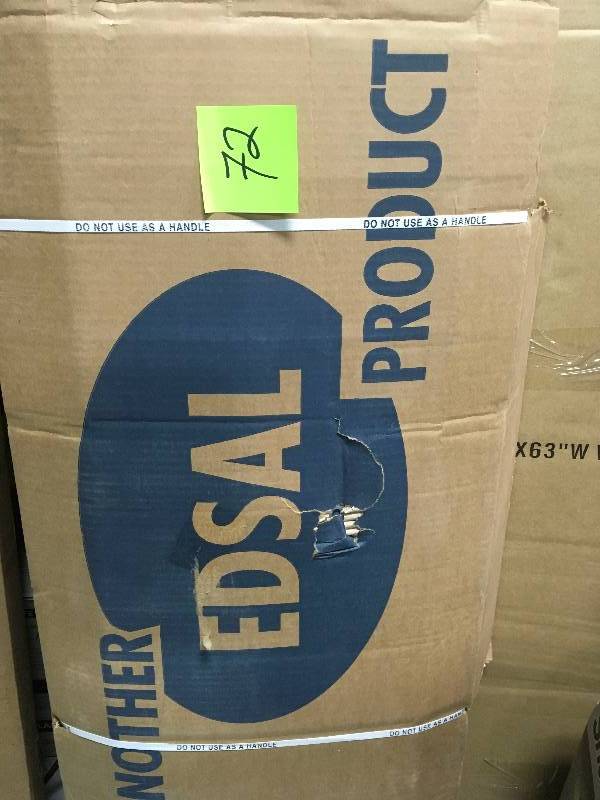 72
DO NOT USE AS A HANDLE
DO NOT USE AS A HANDLE
NOTHER
EDSAL
PRODUCT
X63"W
DO NOT USE AS A HANDLE
DO NOT USE AS A HAN